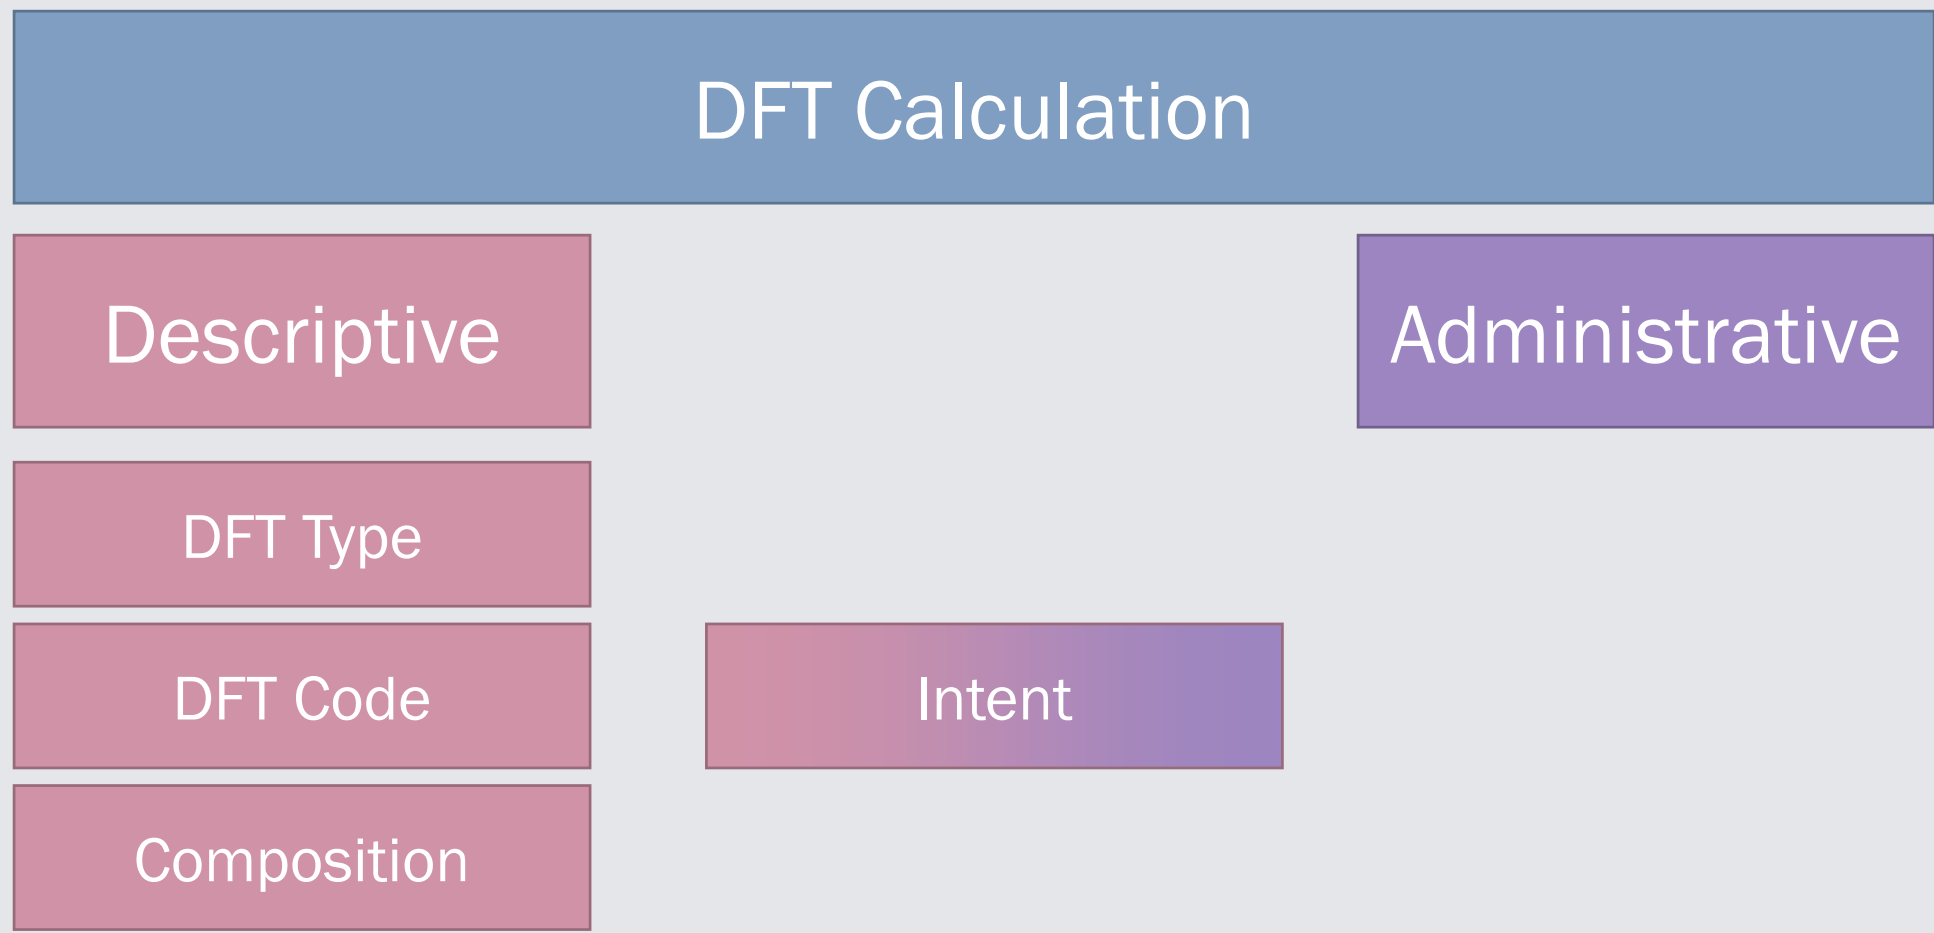 DFT Calculation
Descriptive
Administrative
DFT Type
DFT Code
Intent
Composition